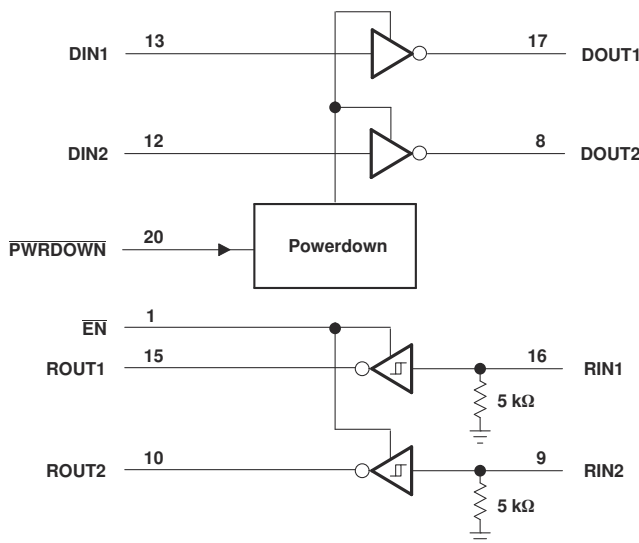 DIN1 13 17 DOUT1
DIN2 12 8 DOUT2
PWRDOWN 20 Powerdown
EN 1
ROUT1 15 16 RIN1
5 kΩ
ROUT2 10 9 RIN2
5 kΩ